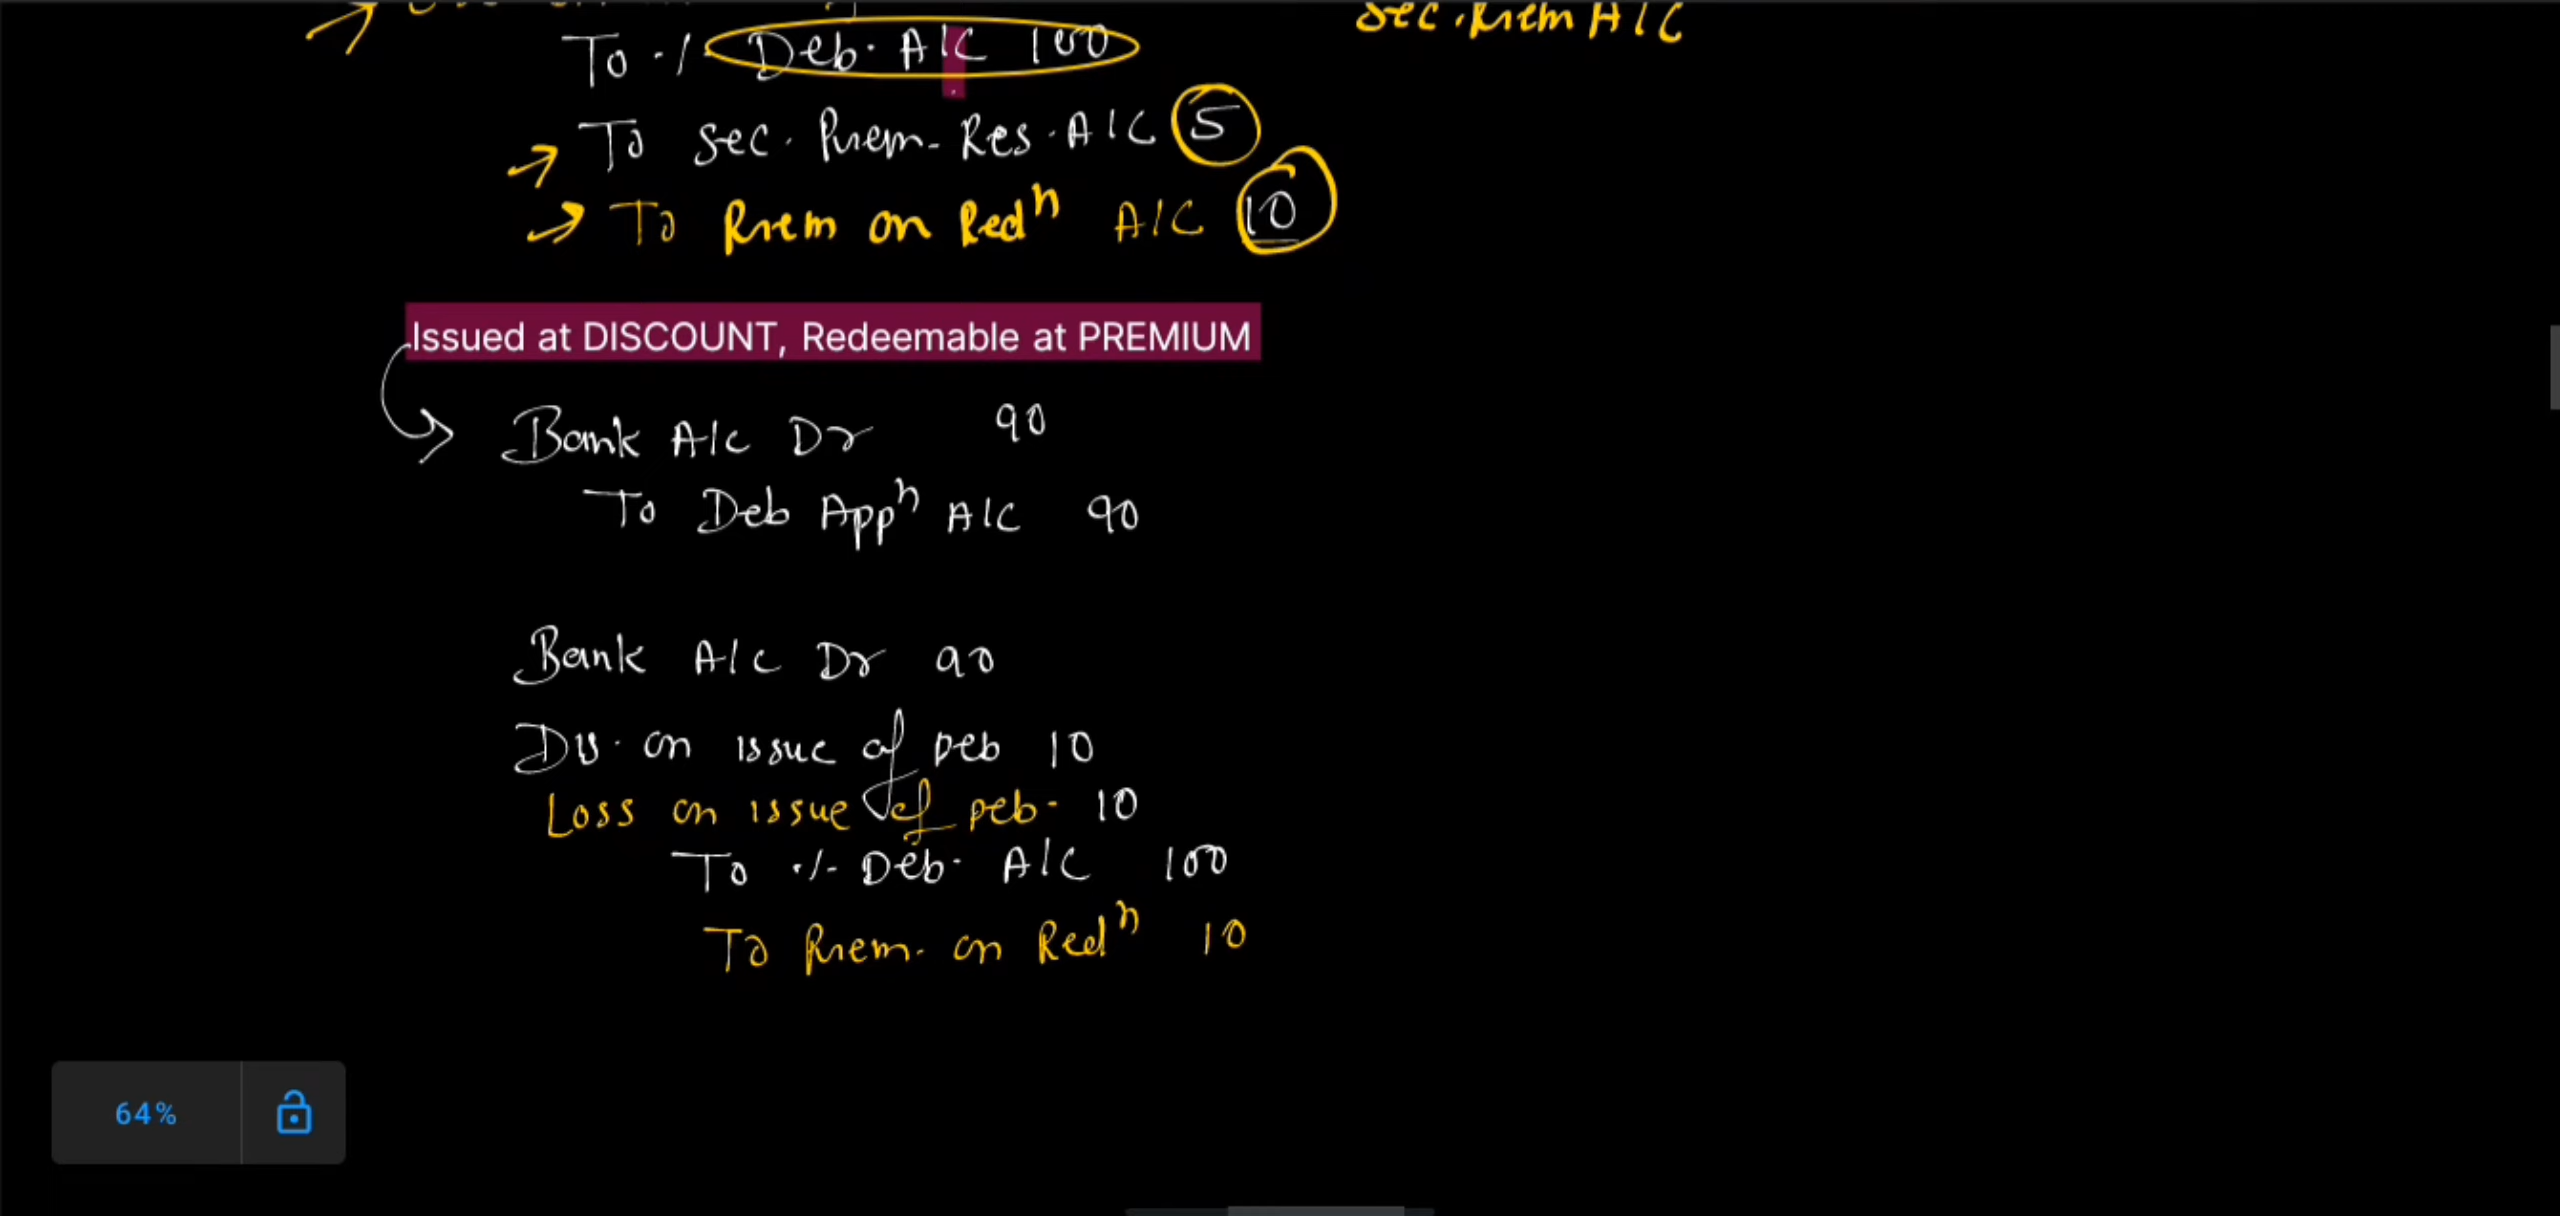 Sec. Prem A/C
To ./ Deb. A/C 100
To Sec. Prem. Res. A/C 5
To Prem on Redⁿ A/C 10
Issued at DISCOUNT, Redeemable at PREMIUM
Bank A/c Dr 90
To Deb Appⁿ A/C 90
Bank A/c Dr 90
Dis. on issue of Deb 10
Loss on issue of Deb. 10
To ./. Deb. A/C 100
To Prem. on Redⁿ 10
64%